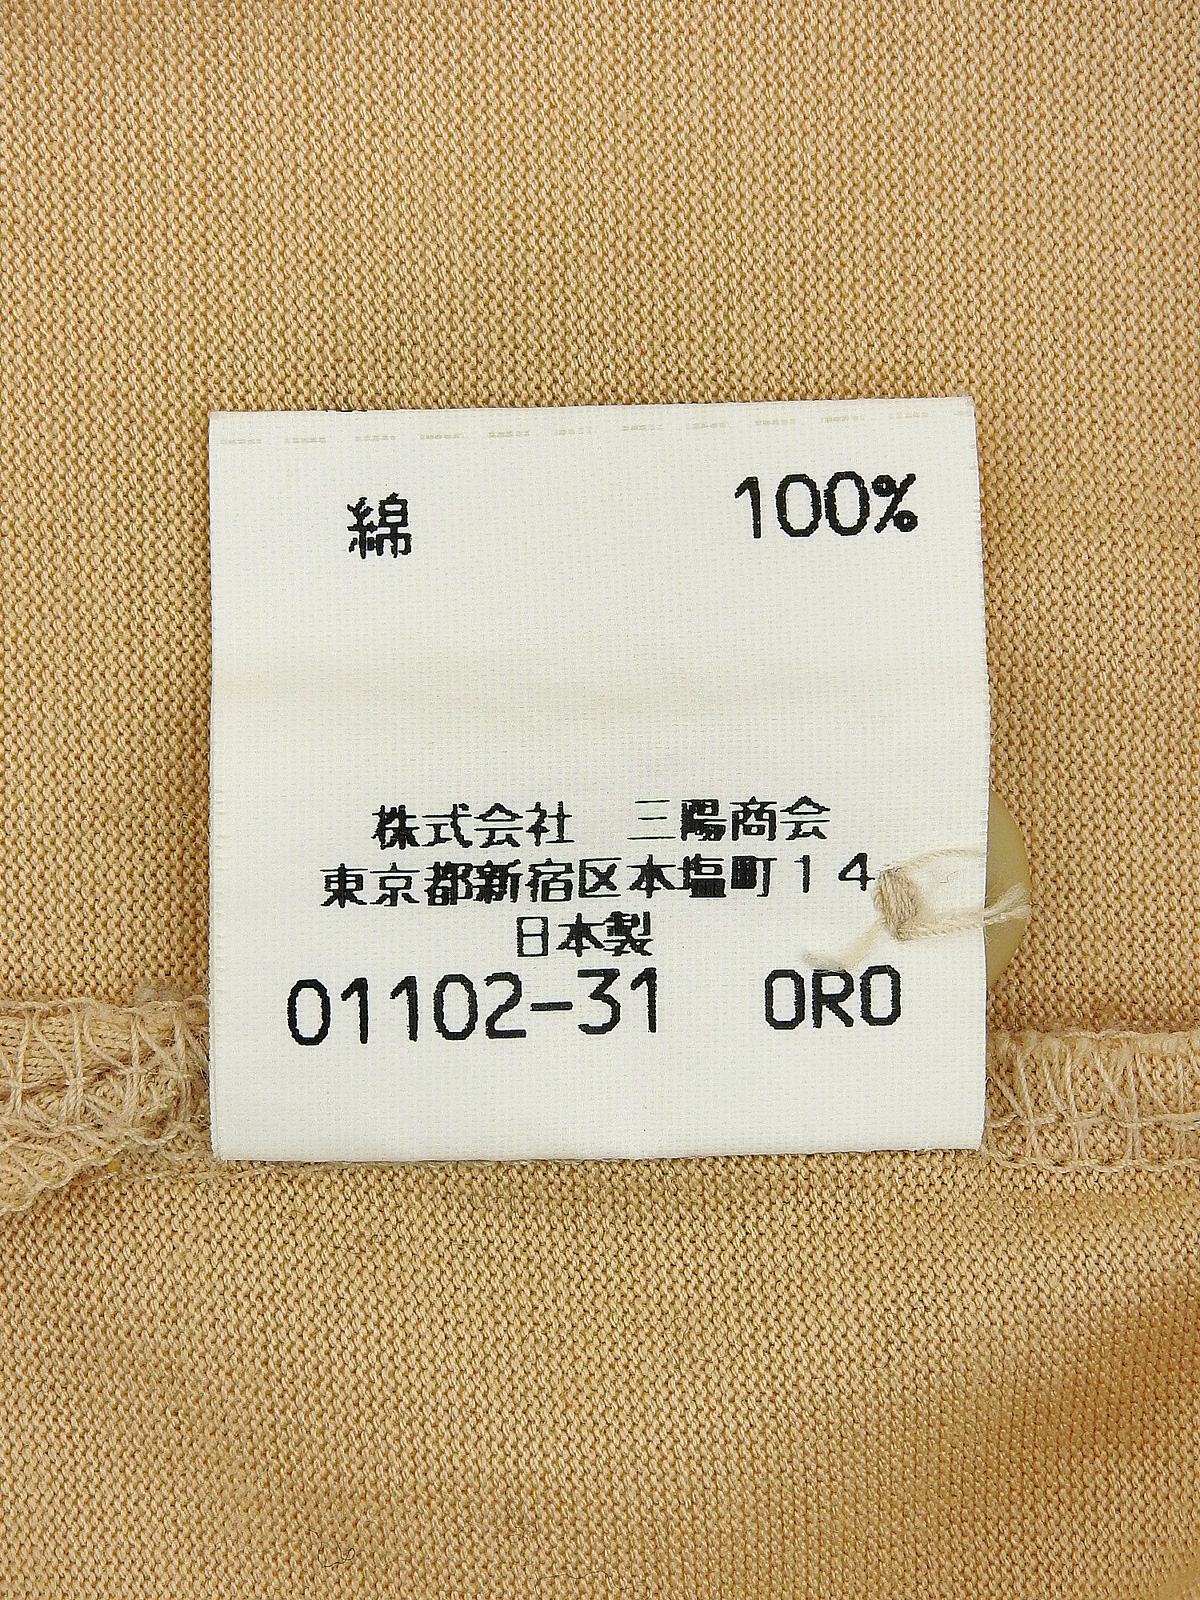 綿 100%
株式会社 三陽商会
東京都新宿区本塩町14
日本製
01102-31 ORO